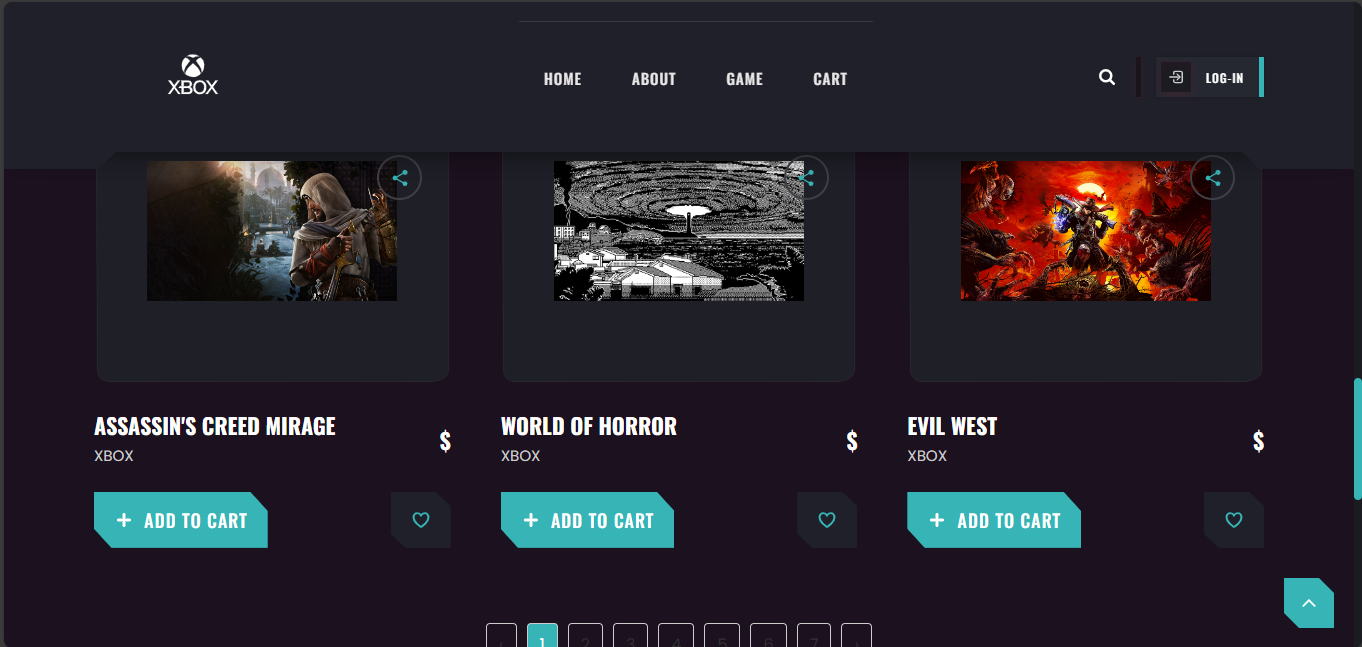 XBOX
HOME ABOUT GAME CART
LOG-IN
ASSASSIN'S CREED MIRAGE
XBOX
$
ADD TO CART
WORLD OF HORROR
XBOX
$
ADD TO CART
EVIL WEST
XBOX
$
ADD TO CART
‹ 1 2 3 4 5 6 7 ›